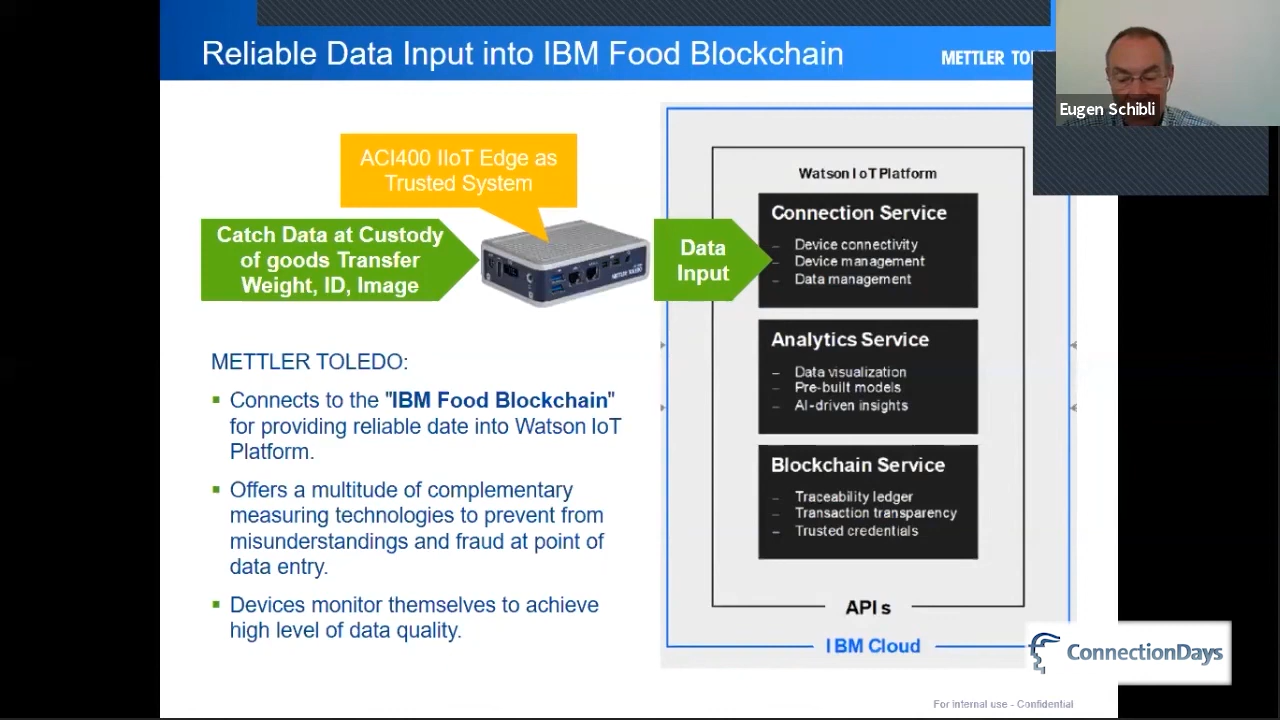 Reliable Data Input into IBM Food Blockchain
METTLER
Eugen Schibli
ACI400 IIoT Edge as
Trusted System
Catch Data at Custody
of goods Transfer
Weight, ID, Image
METTLER TOLEDO
Data
Input
Watson IoT Platform
Connection Service
– Device connectivity
– Device management
– Data management
Analytics Service
– Data visualization
– Pre-built models
– AI-driven insights
Blockchain Service
– Traceability ledger
– Transaction transparency
– Trusted credentials
APIs
IBM Cloud
METTLER TOLEDO:
▪ Connects to the "IBM Food Blockchain"
for providing reliable date into Watson IoT
Platform.
▪ Offers a multitude of complementary
measuring technologies to prevent from
misunderstandings and fraud at point of
data entry.
▪ Devices monitor themselves to achieve
high level of data quality.
ConnectionDays
For internal use - Confidential